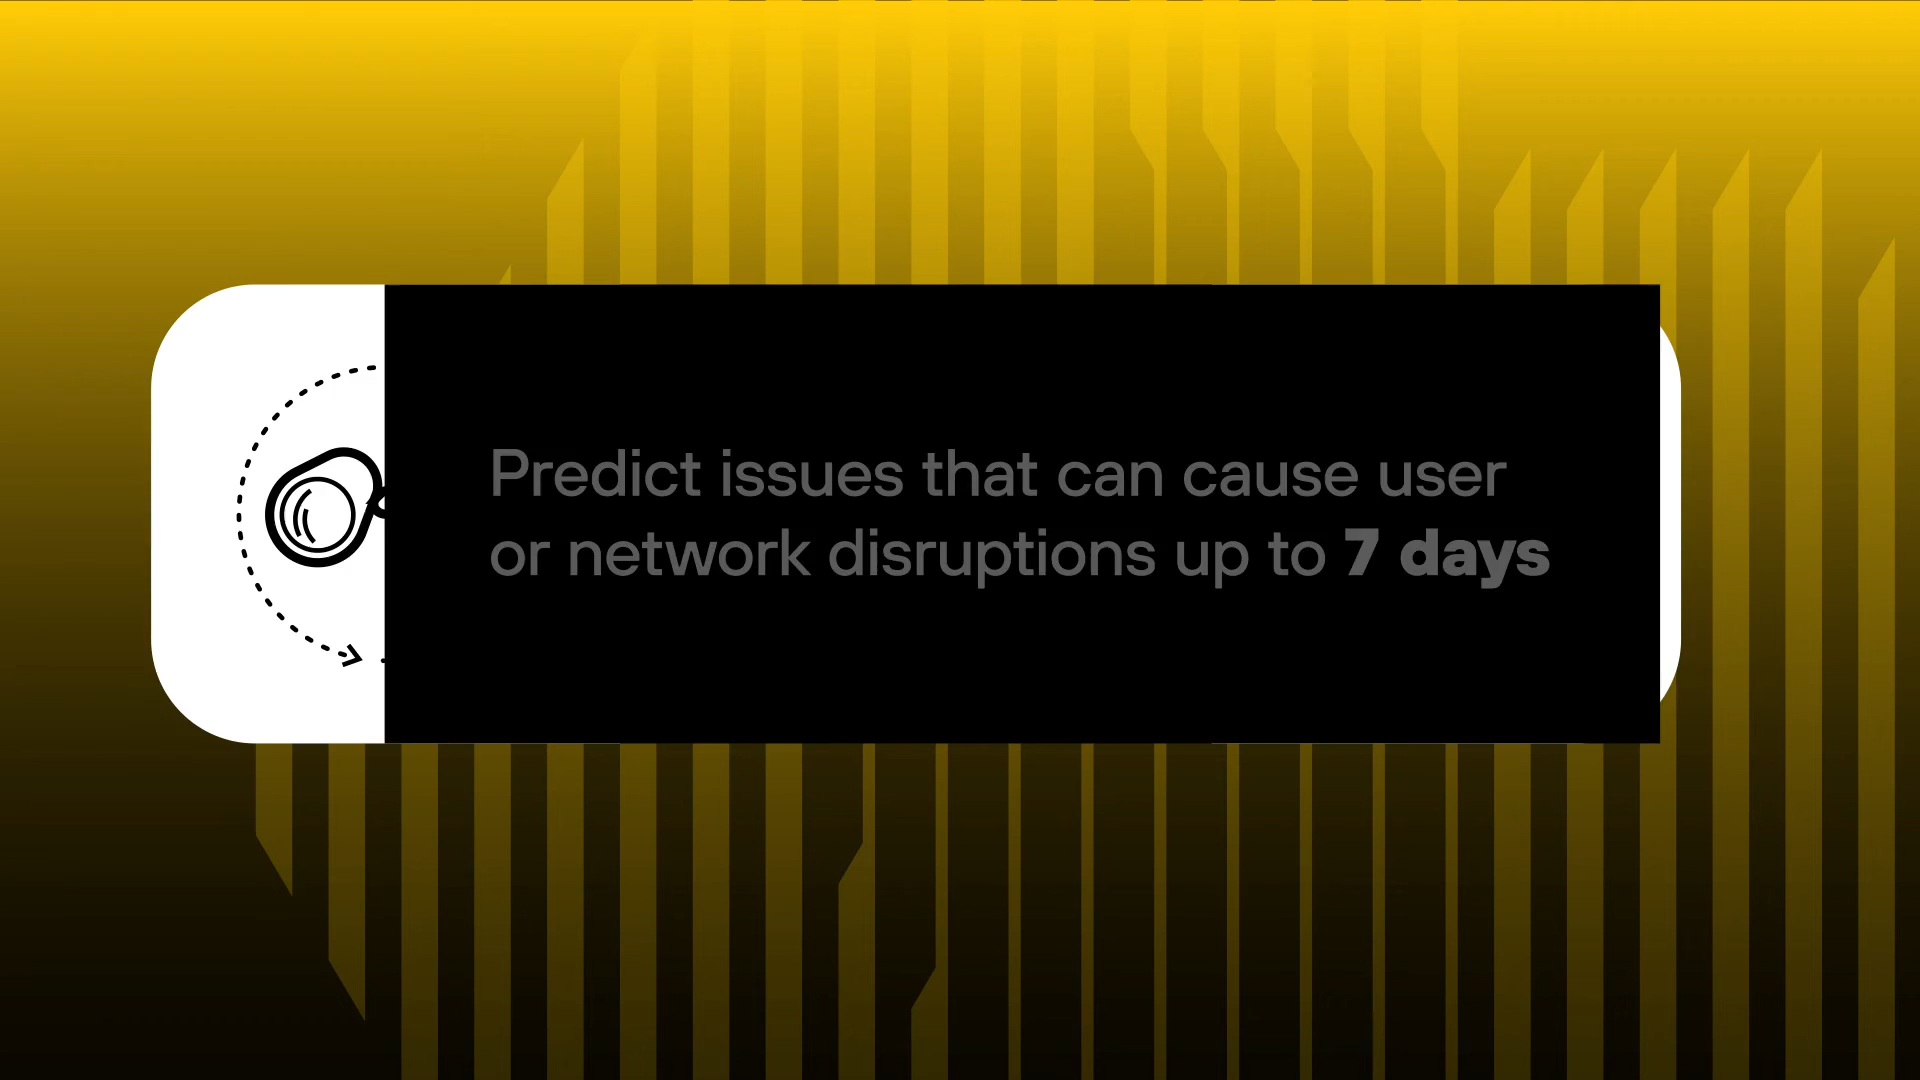 Predict issues that can cause user
or network disruptions up to 7 days